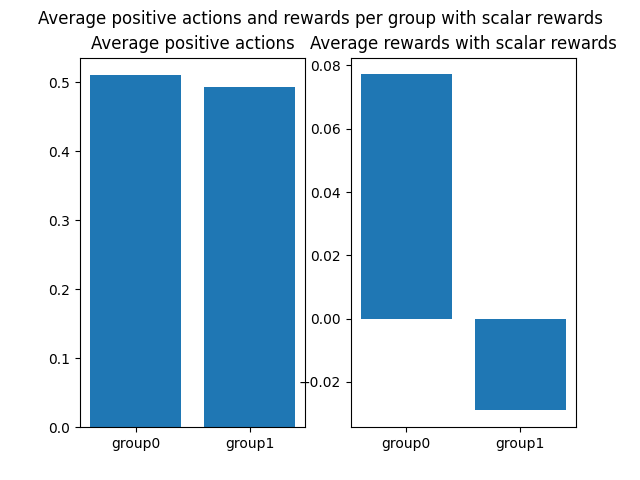 Average positive actions and rewards per group with scalar rewards
Average positive actions
0.5
0.4
0.3
0.2
0.1
0.0
group0 group1
Average rewards with scalar rewards
0.08
0.06
0.04
0.02
0.00
−0.02
group0 group1